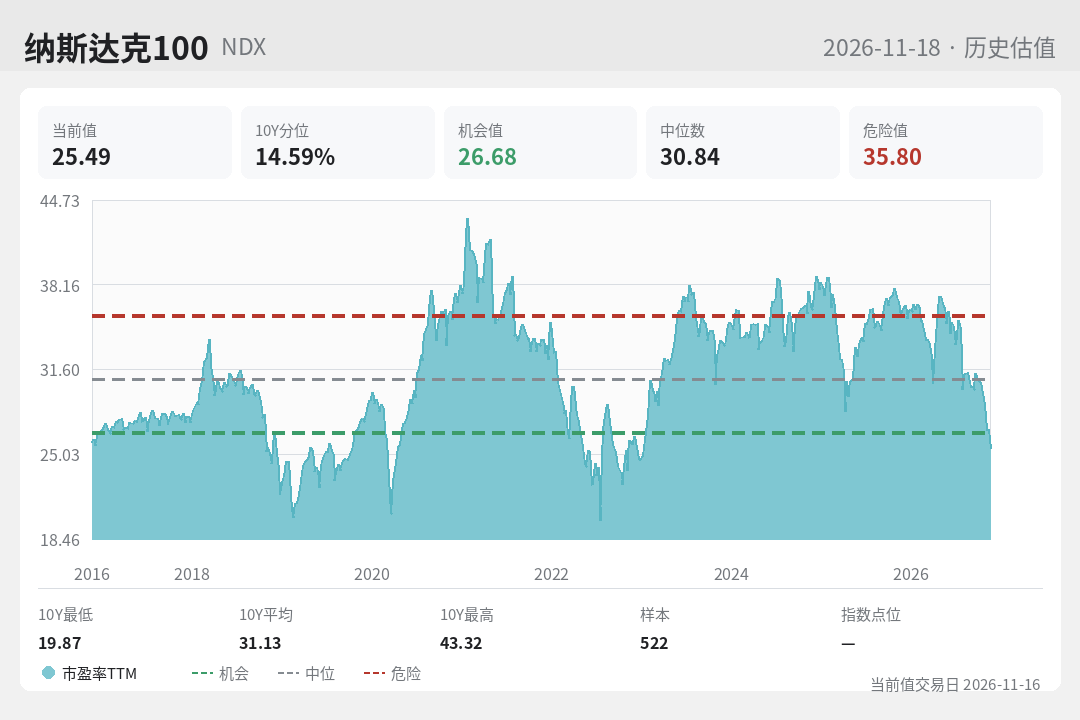 纳斯达克100 NDX
2026-11-18 · 历史估值
当前值 10Y分位 机会值 中位数 危险值
25.49 14.59% 26.68 30.84 35.80
44.73
38.16
31.60
25.03
18.46
2016 2018 2020 2022 2024 2026
10Y最低 10Y平均 10Y最高 样本 指数点位
19.87 31.13 43.32 522 —
市盈率TTM 机会 中位 危险
当前值交易日 2026-11-16